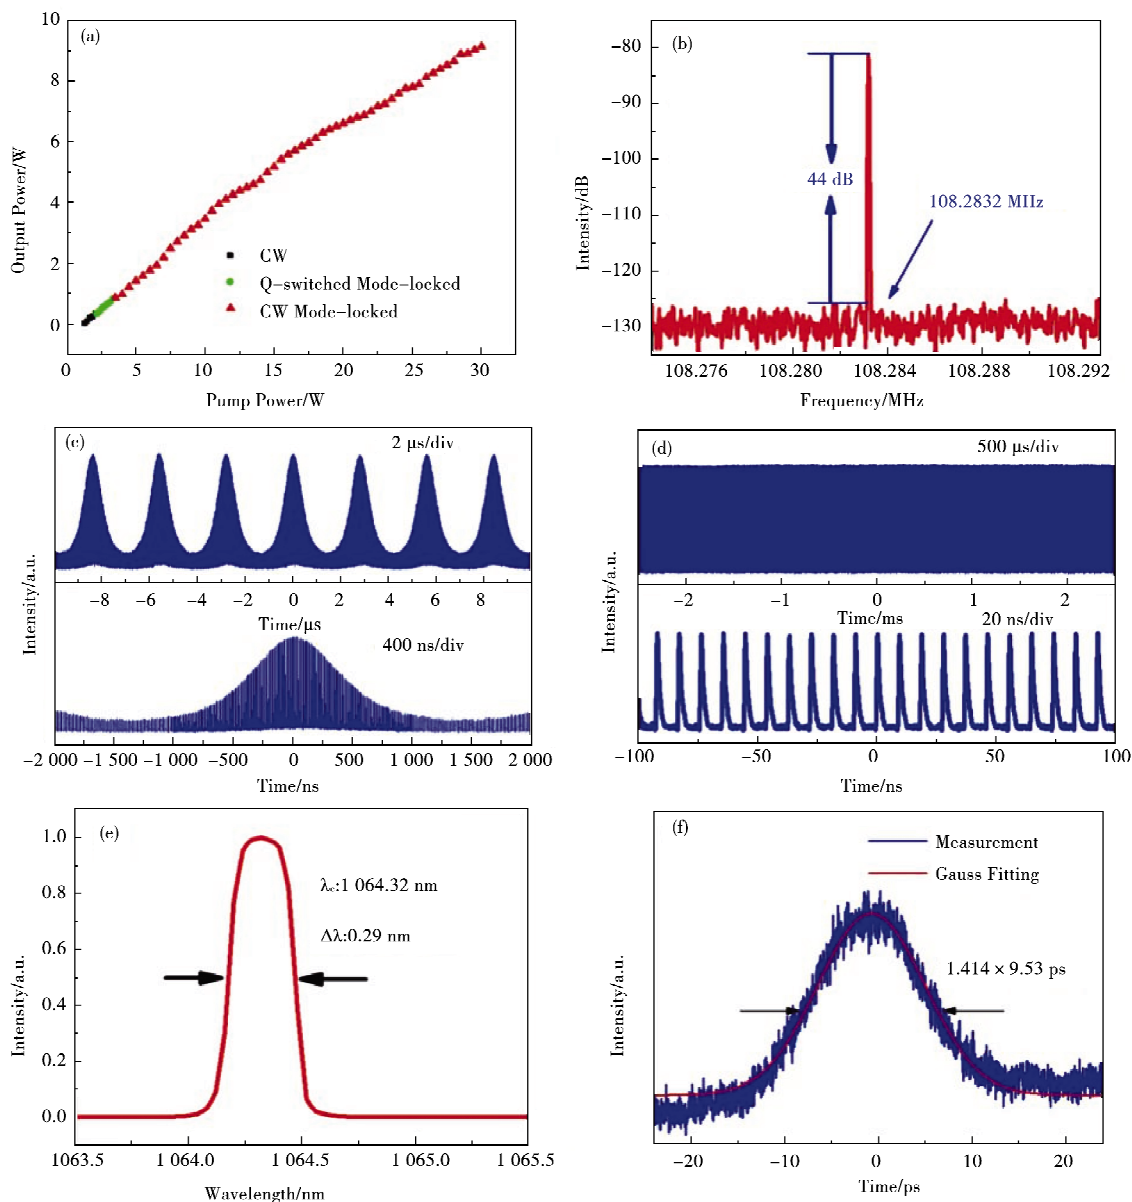 (a)
10
8
6
4
2
0
Output Power/W
CW
Q-switched Mode-locked
CW Mode-locked
0 5 10 15 20 25 30
Pump Power/W
(b)
-80
-90
-100
-110
-120
-130
Intensity/dB
44 dB
108.2832 MHz
108.276 108.280 108.284 108.288 108.292
Frequency/MHz
(c)
2 μs/div
-8 -6 -4 -2 0 2 4 6 8
Time/μs
400 ns/div
Intensity/a.u.
-2 000 -1 500 -1 000 -500 0 500 1 000 1 500 2 000
Time/ns
(d)
500 μs/div
-2 -1 0 1 2
Time/ms
20 ns/div
Intensity/a.u.
-100 -50 0 50 100
Time/ns
(e)
1.0
0.8
0.6
0.4
0.2
0.0
Intensity/a.u.
λc:1 064.32 nm
Δλ:0.29 nm
1063.5 1 064.0 1 064.5 1 065.0 1 065.5
Wavelength/nm
(f)
Measurement
Gauss Fitting
1.414 × 9.53 ps
Intensity/a.u.
-20 -10 0 10 20
Time/ps